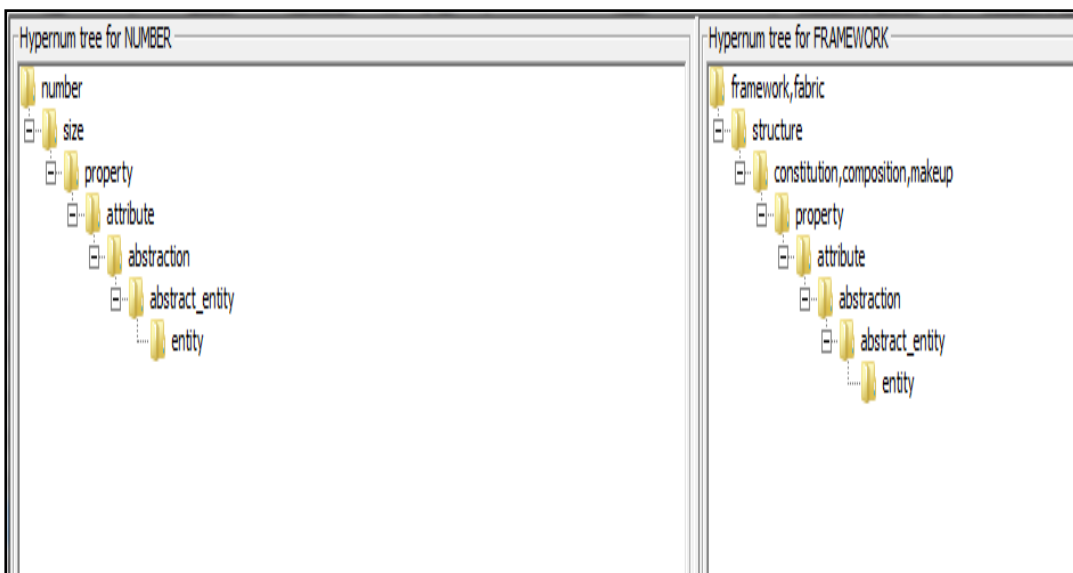 Hypernum tree for NUMBER
number
size
property
attribute
abstraction
abstract_entity
entity
Hypernum tree for FRAMEWORK
framework,fabric
structure
constitution,composition,makeup
property
attribute
abstraction
abstract_entity
entity